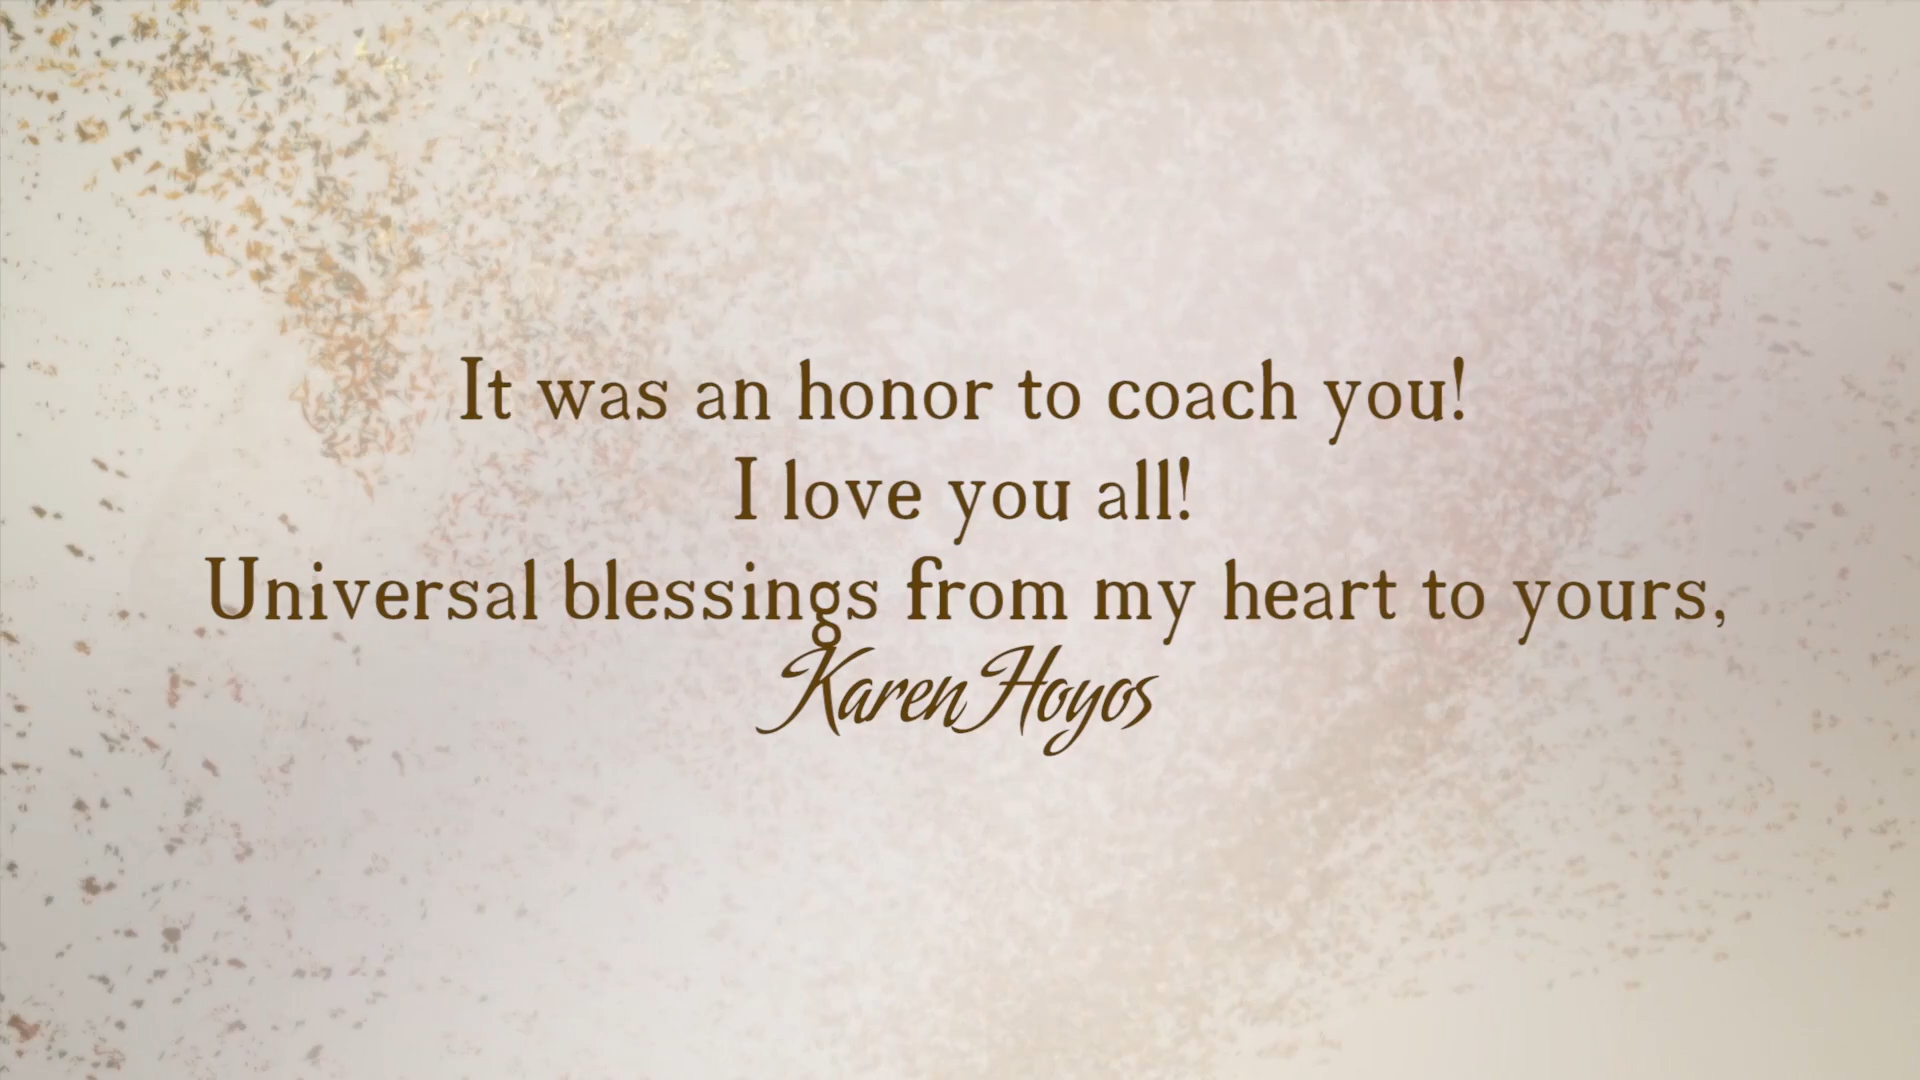 It was an honor to coach you!
I love you all!
Universal blessings from my heart to yours,
Karen Hoyos